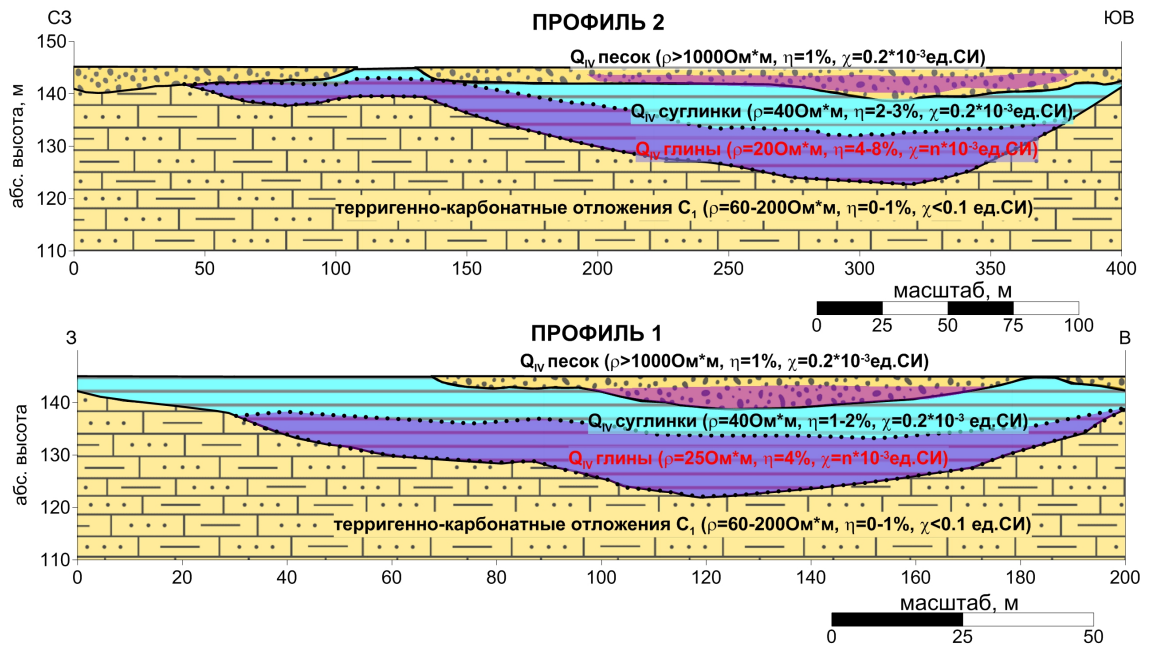 СЗ
ПРОФИЛЬ 2
ЮВ
150
140
130
120
110
абс. высота, м
QIV песок (ρ>1000Ом*м, η=1%, χ=0.2*10-3ед.СИ)
QIV суглинки (ρ=40Ом*м, η=2-3%, χ=0.2*10-3ед.СИ)
QIV глины (ρ=20Ом*м, η=4-8%, χ=n*10-3ед.СИ)
терригенно-карбонатные отложения C1 (ρ=60-200Ом*м, η=0-1%, χ<0.1 ед.СИ)
0 50 100 150 200 250 300 350 400
масштаб, м
0 25 50 75 100
З
ПРОФИЛЬ 1
В
140
130
120
110
абс. высота
QIV песок (ρ>1000Ом*м, η=1%, χ=0.2*10-3ед.СИ)
QIV суглинки (ρ=40Ом*м, η=1-2%, χ=0.2*10-3 ед.СИ)
QIV глины (ρ=25Ом*м, η=4%, χ=n*10-3ед.СИ)
терригенно-карбонатные отложения C1 (ρ=60-200Ом*м, η=0-1%, χ<0.1 ед.СИ)
0 20 40 60 80 100 120 140 160 180 200
масштаб, м
0 25 50